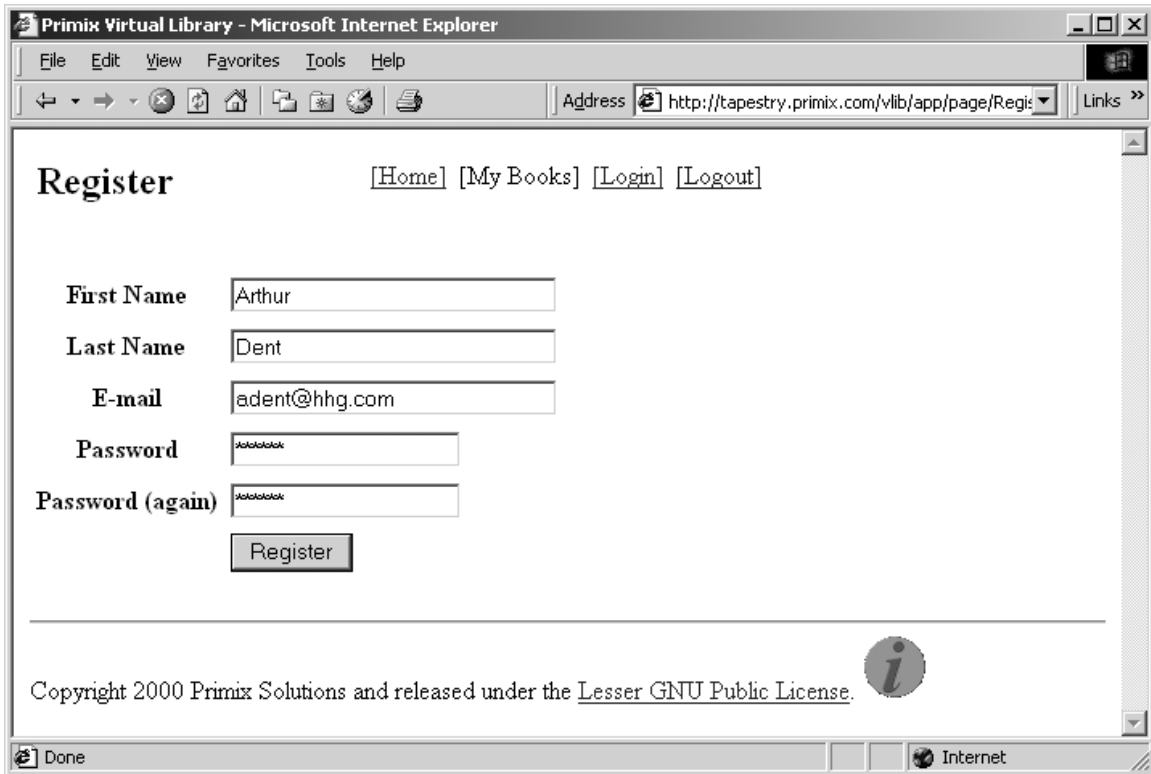 Primix Virtual Library - Microsoft Internet Explorer
File Edit View Favorites Tools Help
Address http://tapestry.primix.com/vlib/app/page/Regis Links »
Register [Home] [My Books] [Login] [Logout]
First Name Arthur
Last Name Dent
E-mail adent@hhg.com
Password *******
Password (again) *******
Register
Copyright 2000 Primix Solutions and released under the Lesser GNU Public License. i
Done Internet